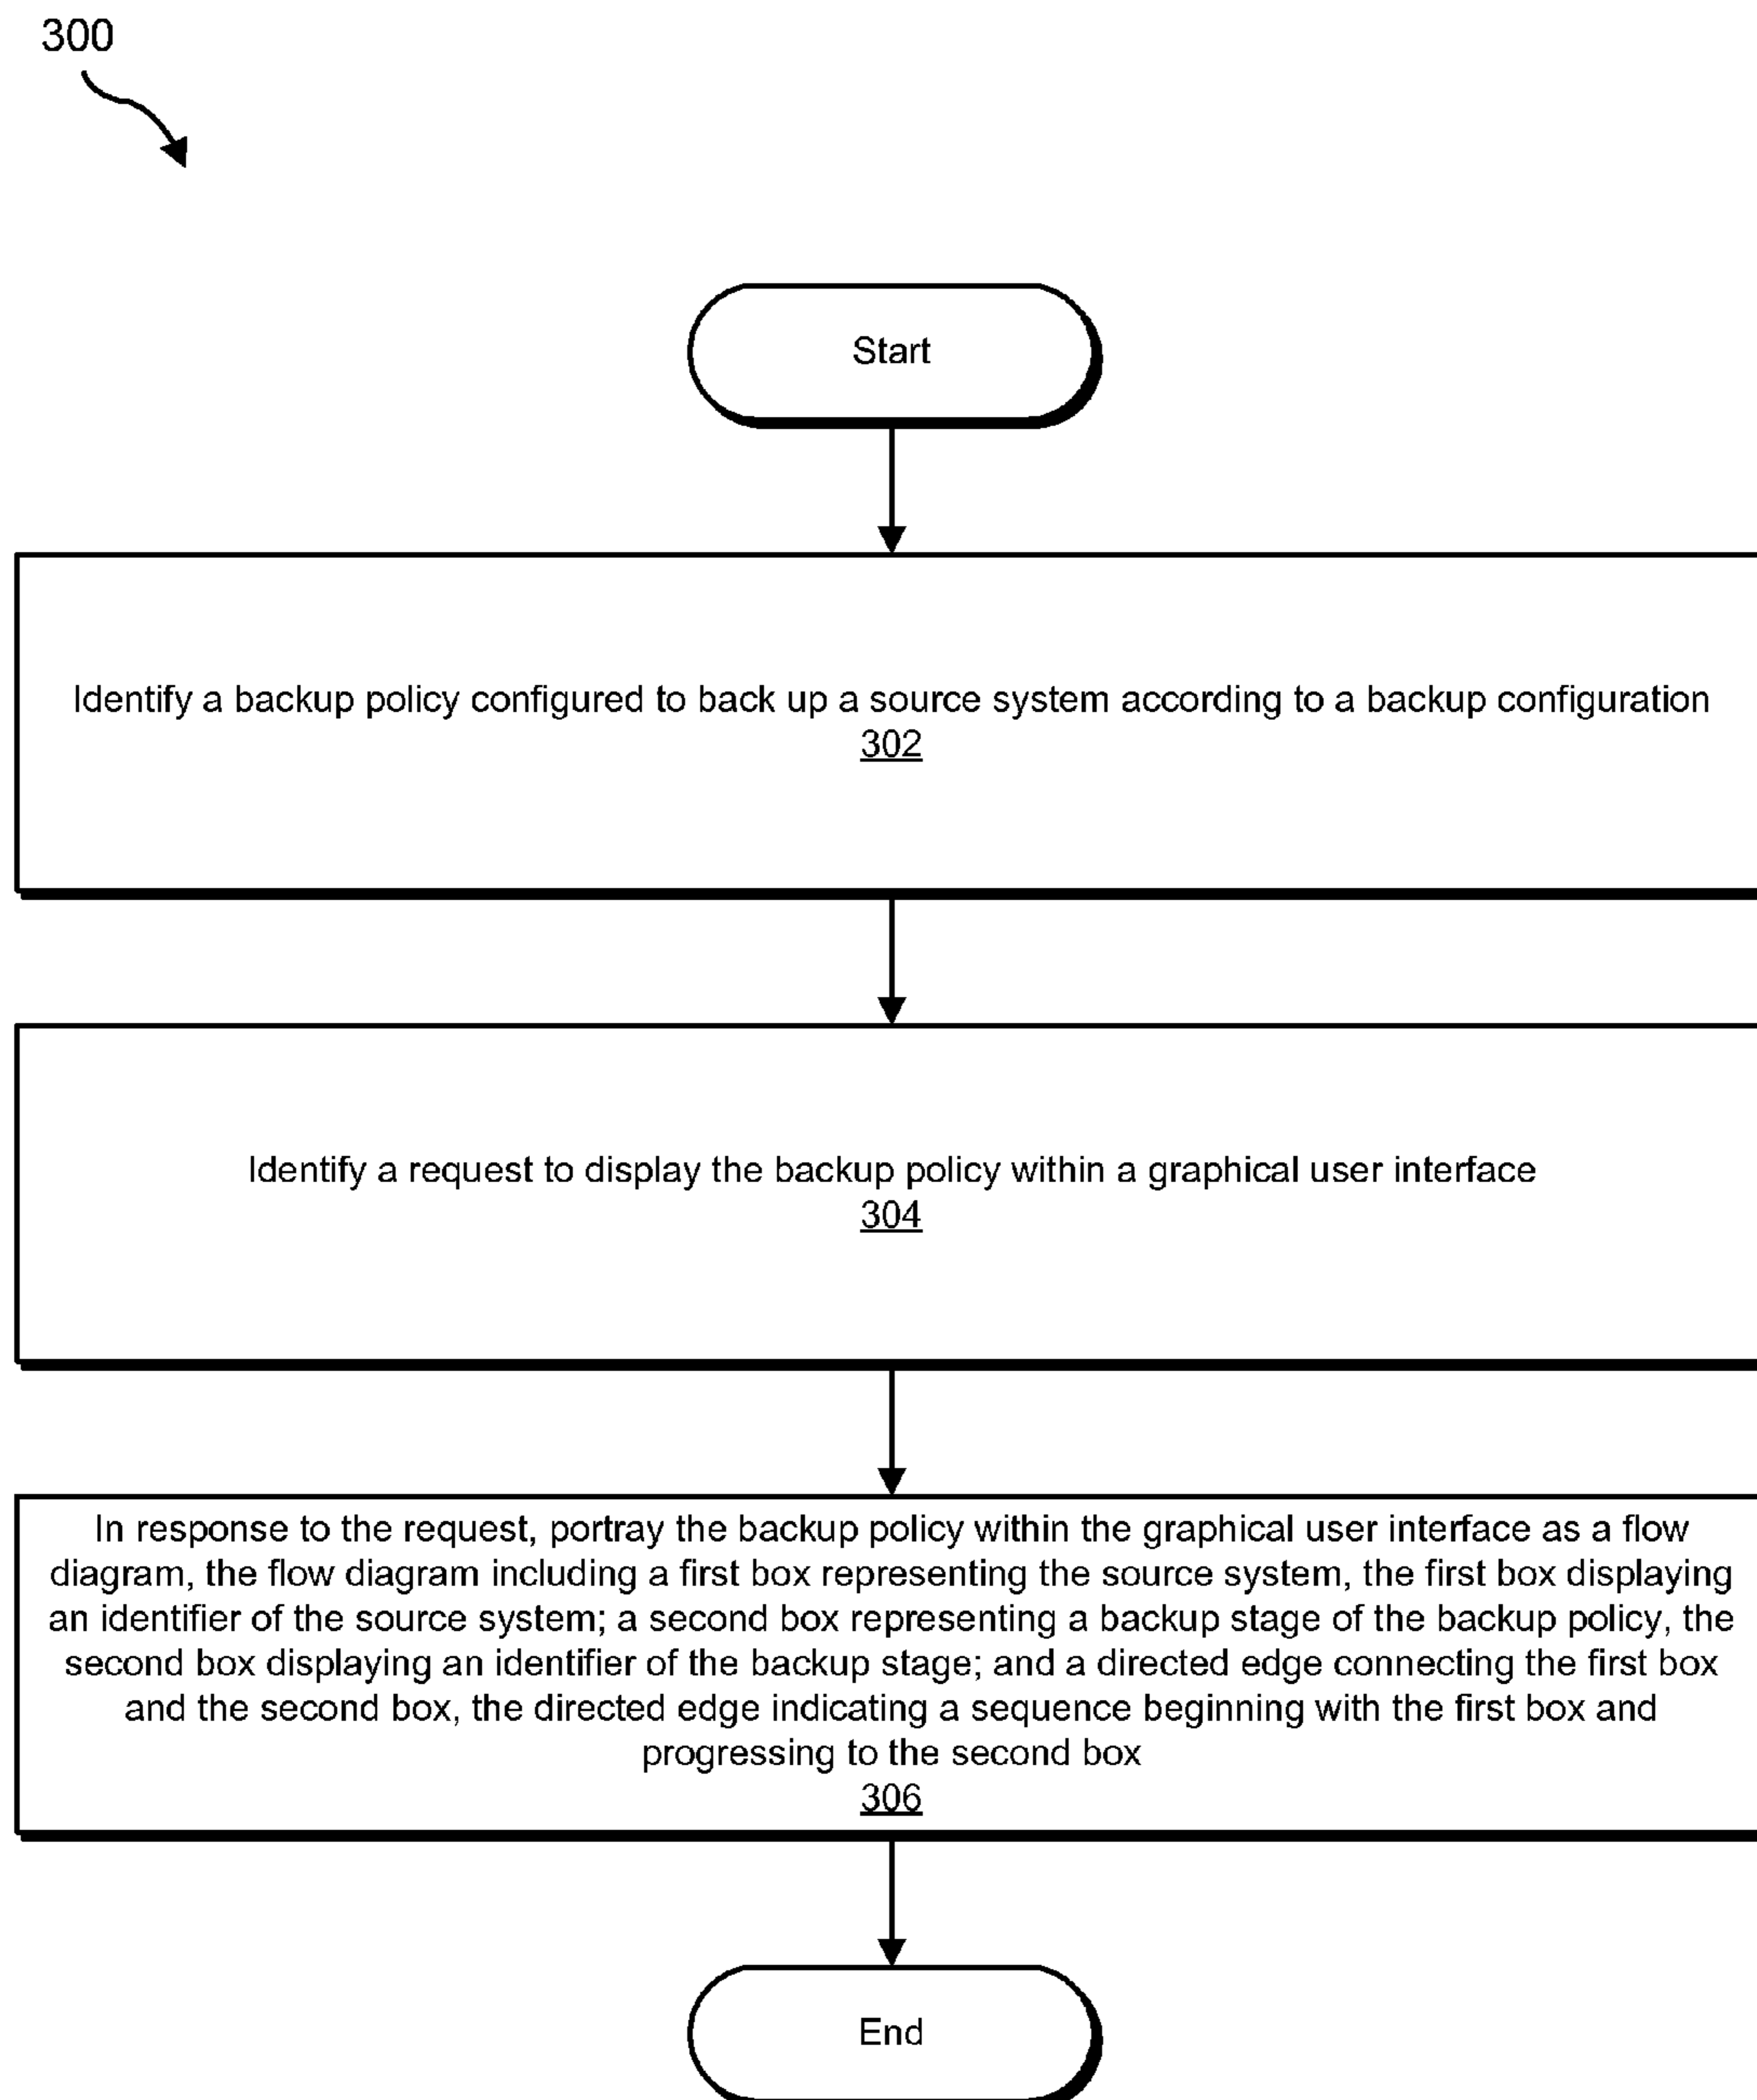 300
Start
Identify a backup policy configured to back up a source system according to a backup configuration
302
Identify a request to display the backup policy within a graphical user interface
304
In response to the request, portray the backup policy within the graphical user interface as a flow
diagram, the flow diagram including a first box representing the source system, the first box displaying
an identifier of the source system; a second box representing a backup stage of the backup policy, the
second box displaying an identifier of the backup stage; and a directed edge connecting the first box
and the second box, the directed edge indicating a sequence beginning with the first box and
progressing to the second box
306
End